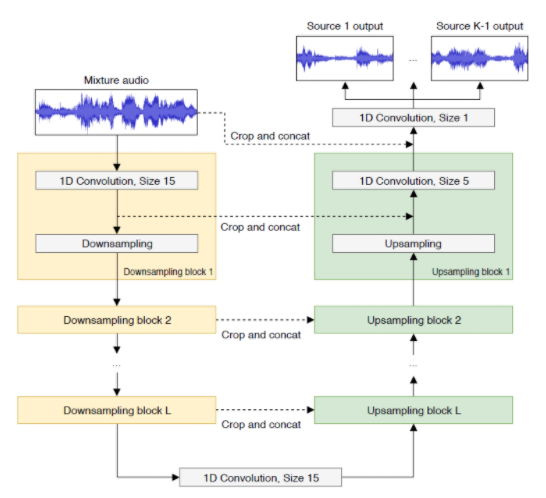 Source 1 output
...
Source K-1 output
Mixture audio
1D Convolution, Size 1
Crop and concat
1D Convolution, Size 15
1D Convolution, Size 5
Crop and concat
Downsampling
Upsampling
Downsampling block 1
Upsampling block 1
Downsampling block 2
Upsampling block 2
Crop and concat
...
...
Downsampling block L
Upsampling block L
Crop and concat
1D Convolution, Size 15